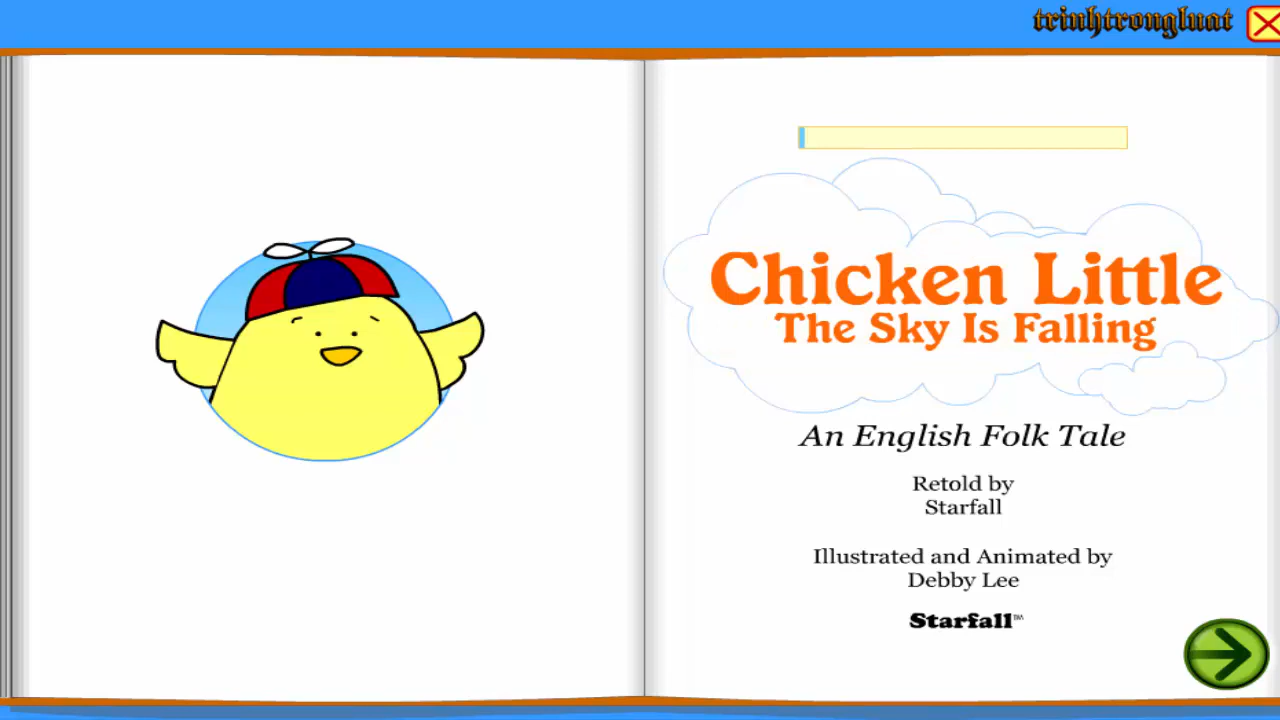 trinhtrongluat
Chicken Little
The Sky Is Falling
An English Folk Tale
Retold by
Starfall
Illustrated and Animated by
Debby Lee
Starfall™